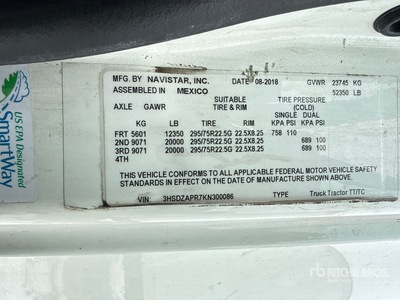 MFG. BY NAVISTAR, INC. DATE 08-2018 GVWR 23745 KG
ASSEMBLED IN MEXICO 52350 LB
SUITABLE TIRE PRESSURE
AXLE GAWR TIRE & RIM (COLD)
SINGLE DUAL
KG LB KPA PSI KPA PSI
FRT 5601 12350 295/75R22.5G 22.5X8.25 758 110
2ND 9071 20000 295/75R22.5G 22.5X8.25 689 100
3RD 9071 20000 295/75R22.5G 22.5X8.25 689 100
4TH
THIS VEHICLE CONFORMS TO ALL APPLICABLE FEDERAL MOTOR VEHICLE SAFETY
STANDARDS IN EFFECT ON THE DATE OF MANUFACTURE SHOWN ABOVE.
VIN: 3HSDZAPR7KN300086 TYPE Truck Tractor TT/TC
US EPA Designated
SmartWay
rb RITCHIE BROS.